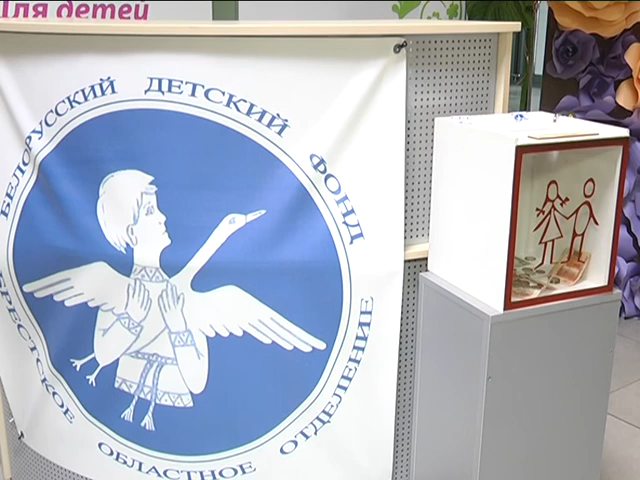 Для детей
БЕЛОРУССКИЙ ДЕТСКИЙ ФОНД
БРЕСТСКОЕ ОБЛАСТНОЕ ОТДЕЛЕНИЕ